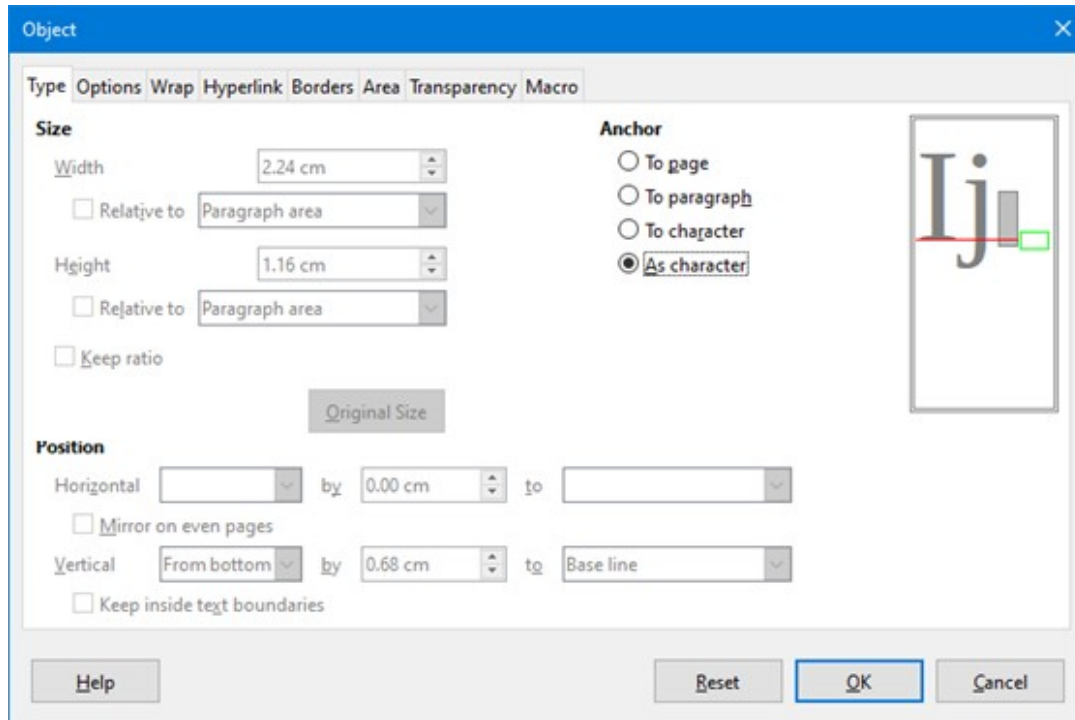 Object
Type Options Wrap Hyperlink Borders Area Transparency Macro
Size
Width 2.24 cm
Relative to Paragraph area
Height 1.16 cm
Relative to Paragraph area
Keep ratio
Original Size
Anchor
To page
To paragraph
To character
As character
Ij
Position
Horizontal by 0.00 cm to
Mirror on even pages
Vertical From bottom by 0.68 cm to Base line
Keep inside text boundaries
Help Reset OK Cancel